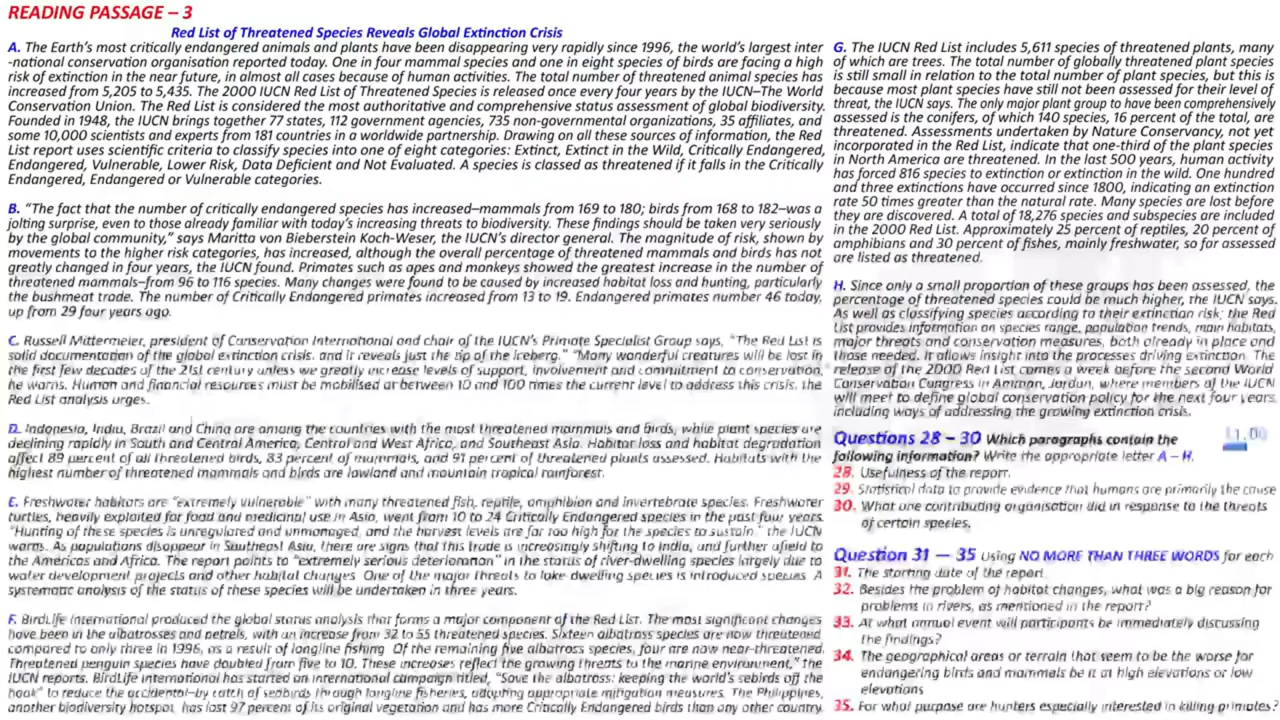 READING PASSAGE – 3
Red List of Threatened Species Reveals Global Extinction Crisis
A. The Earth's most critically endangered animals and plants have been disappearing very rapidly since 1996, the world's largest inter
-national conservation organisation reported today. One in four mammal species and one in eight species of birds are facing a high
risk of extinction in the near future, in almost all cases because of human activities. The total number of threatened animal species has
increased from 5,205 to 5,435. The 2000 IUCN Red List of Threatened Species is released once every four years by the IUCN–The World
Conservation Union. The Red List is considered the most authoritative and comprehensive status assessment of global biodiversity.
Founded in 1948, the IUCN brings together 77 states, 112 government agencies, 735 non-governmental organizations, 35 affiliates, and
some 10,000 scientists and experts from 181 countries in a worldwide partnership. Drawing on all these sources of information, the Red
List report uses scientific criteria to classify species into one of eight categories: Extinct, Extinct in the Wild, Critically Endangered,
Endangered, Vulnerable, Lower Risk, Data Deficient and Not Evaluated. A species is classed as threatened if it falls in the Critically
Endangered, Endangered or Vulnerable categories.
B. "The fact that the number of critically endangered species has increased–mammals from 169 to 180; birds from 168 to 182–was a
jolting surprise, even to those already familiar with today's increasing threats to biodiversity. These findings should be taken very seriously
by the global community," says Maritta von Bieberstein Koch-Weser, the IUCN's director general. The magnitude of risk, shown by
movements to the higher risk categories, has increased, although the overall percentage of threatened mammals and birds has not
greatly changed in four years, the IUCN found. Primates such as apes and monkeys showed the greatest increase in the number of
threatened mammals–from 96 to 116 species. Many changes were found to be caused by increased habitat loss and hunting, particularly
the bushmeat trade. The number of Critically Endangered primates increased from 13 to 19. Endangered primates number 46 today,
up from 29 four years ago.
C. Russell Mittermeier, president of Conservation International and chair of the IUCN's Primate Specialist Group says, "The Red List is
solid documentation of the global extinction crisis, and it reveals just the tip of the iceberg." "Many wonderful creatures will be lost in
the first few decades of the 21st century unless we greatly increase levels of support, involvement and commitment to conservation,
he warns. Human and financial resources must be mobilised at between 10 and 100 times the current level to address this crisis, the
Red List analysis urges.
D. Indonesia, India, Brazil and China are among the countries with the most threatened mammals and birds, while plant species are
declining rapidly in South and Central America, Central and West Africa, and Southeast Asia. Habitat loss and habitat degradation
affect 89 percent of all threatened birds, 83 percent of mammals, and 91 percent of threatened plants assessed. Habitats with the
highest number of threatened mammals and birds are lowland and mountain tropical rainforest.
E. Freshwater habitats are "extremely vulnerable" with many threatened fish, reptile, amphibian and invertebrate species. Freshwater
turtles, heavily exploited for food and medicinal use in Asia, went from 10 to 24 Critically Endangered species in the past four years.
"Hunting of these species is unregulated and unmanaged, and the harvest levels are far too high for the species to sustain" the IUCN
warns. As populations disappear in Southeast Asia, there are signs that this trade is increasingly shifting to India, and further afield to
the Americas and Africa. The report points to "extremely serious deterioration" in the status of river-dwelling species largely due to
water development projects and other habitat changes. One of the major threats to lake dwelling species is introduced species. A
systematic analysis of the status of these species will be undertaken in three years.
F. BirdLife International produced the global status analysis that forms a major component of the Red List. The most significant changes
have been in the albatrosses and petrels, with an increase from 32 to 55 threatened species. Sixteen albatross species are now threatened
compared to only three in 1996, as a result of longline fishing. Of the remaining five albatross species, four are now near-threatened.
Threatened penguin species have doubled from five to 10. These increases reflect the growing threats to the marine environment," the
IUCN reports. BirdLife International has started an international campaign titled, "Save the albatross: keeping the world's seabirds off the
hook" to reduce the accidental–by catch of seabirds through longline fisheries, adopting appropriate mitigation measures. The Philippines,
another biodiversity hotspot, has lost 97 percent of its original vegetation and has more Critically Endangered birds than any other country.
G. The IUCN Red List includes 5,611 species of threatened plants, many
of which are trees. The total number of globally threatened plant species
is still small in relation to the total number of plant species, but this is
because most plant species have still not been assessed for their level of
threat, the IUCN says. The only major plant group to have been comprehensively
assessed is the conifers, of which 140 species, 16 percent of the total, are
threatened. Assessments undertaken by Nature Conservancy, not yet
incorporated in the Red List, indicate that one-third of the plant species
in North America are threatened. In the last 500 years, human activity
has forced 816 species to extinction or extinction in the wild. One hundred
and three extinctions have occurred since 1800, indicating an extinction
rate 50 times greater than the natural rate. Many species are lost before
they are discovered. A total of 18,276 species and subspecies are included
in the 2000 Red List. Approximately 25 percent of reptiles, 20 percent of
amphibians and 30 percent of fishes, mainly freshwater, so far assessed
are listed as threatened.
H. Since only a small proportion of these groups has been assessed, the
percentage of threatened species could be much higher, the IUCN says.
As well as classifying species according to their extinction risk; the Red
List provides information on species range, population trends, main habitats,
major threats and conservation measures, both already in place and
those needed. It allows insight into the processes driving extinction. The
release of the 2000 Red List comes a week before the second World
Conservation Congress in Amman, Jordan, where members of the IUCN
will meet to define global conservation policy for the next four years,
including ways of addressing the growing extinction crisis.
Questions 28 – 30 Which paragraphs contain the
following information? Write the appropriate letter A – H.
28. Usefulness of the report.
29. Statistical data to provide evidence that humans are primarily the cause
30. What one contributing organisation did in response to the threats
of certain species.
Question 31 – 35 Using NO MORE THAN THREE WORDS for each
31. The starting date of the report.
32. Besides the problem of habitat changes, what was a big reason for
problems in rivers, as mentioned in the report?
33. At what annual event will participants be immediately discussing
the findings?
34. The geographical areas or terrain that seem to be the worse for
endangering birds and mammals be it at high elevations or low
elevations
35. For what purpose are hunters especially interested in killing primates?